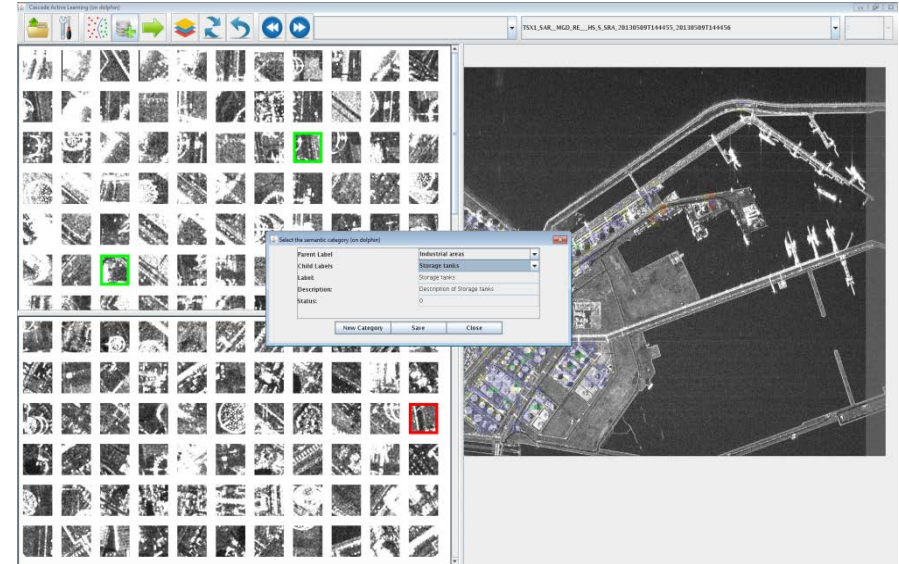 Cascade Active Learning (on dolphin)
TSX1_SAR__MGD_RE___HS_S_SRA_20130509T144455_20130509T144456
Select the semantic category (on dolphin)
Parent Label Industrial areas
Child Labels Storage tanks
Label: Storage tanks
Description: Description of Storage tanks
Status: 0
New Category Save Close